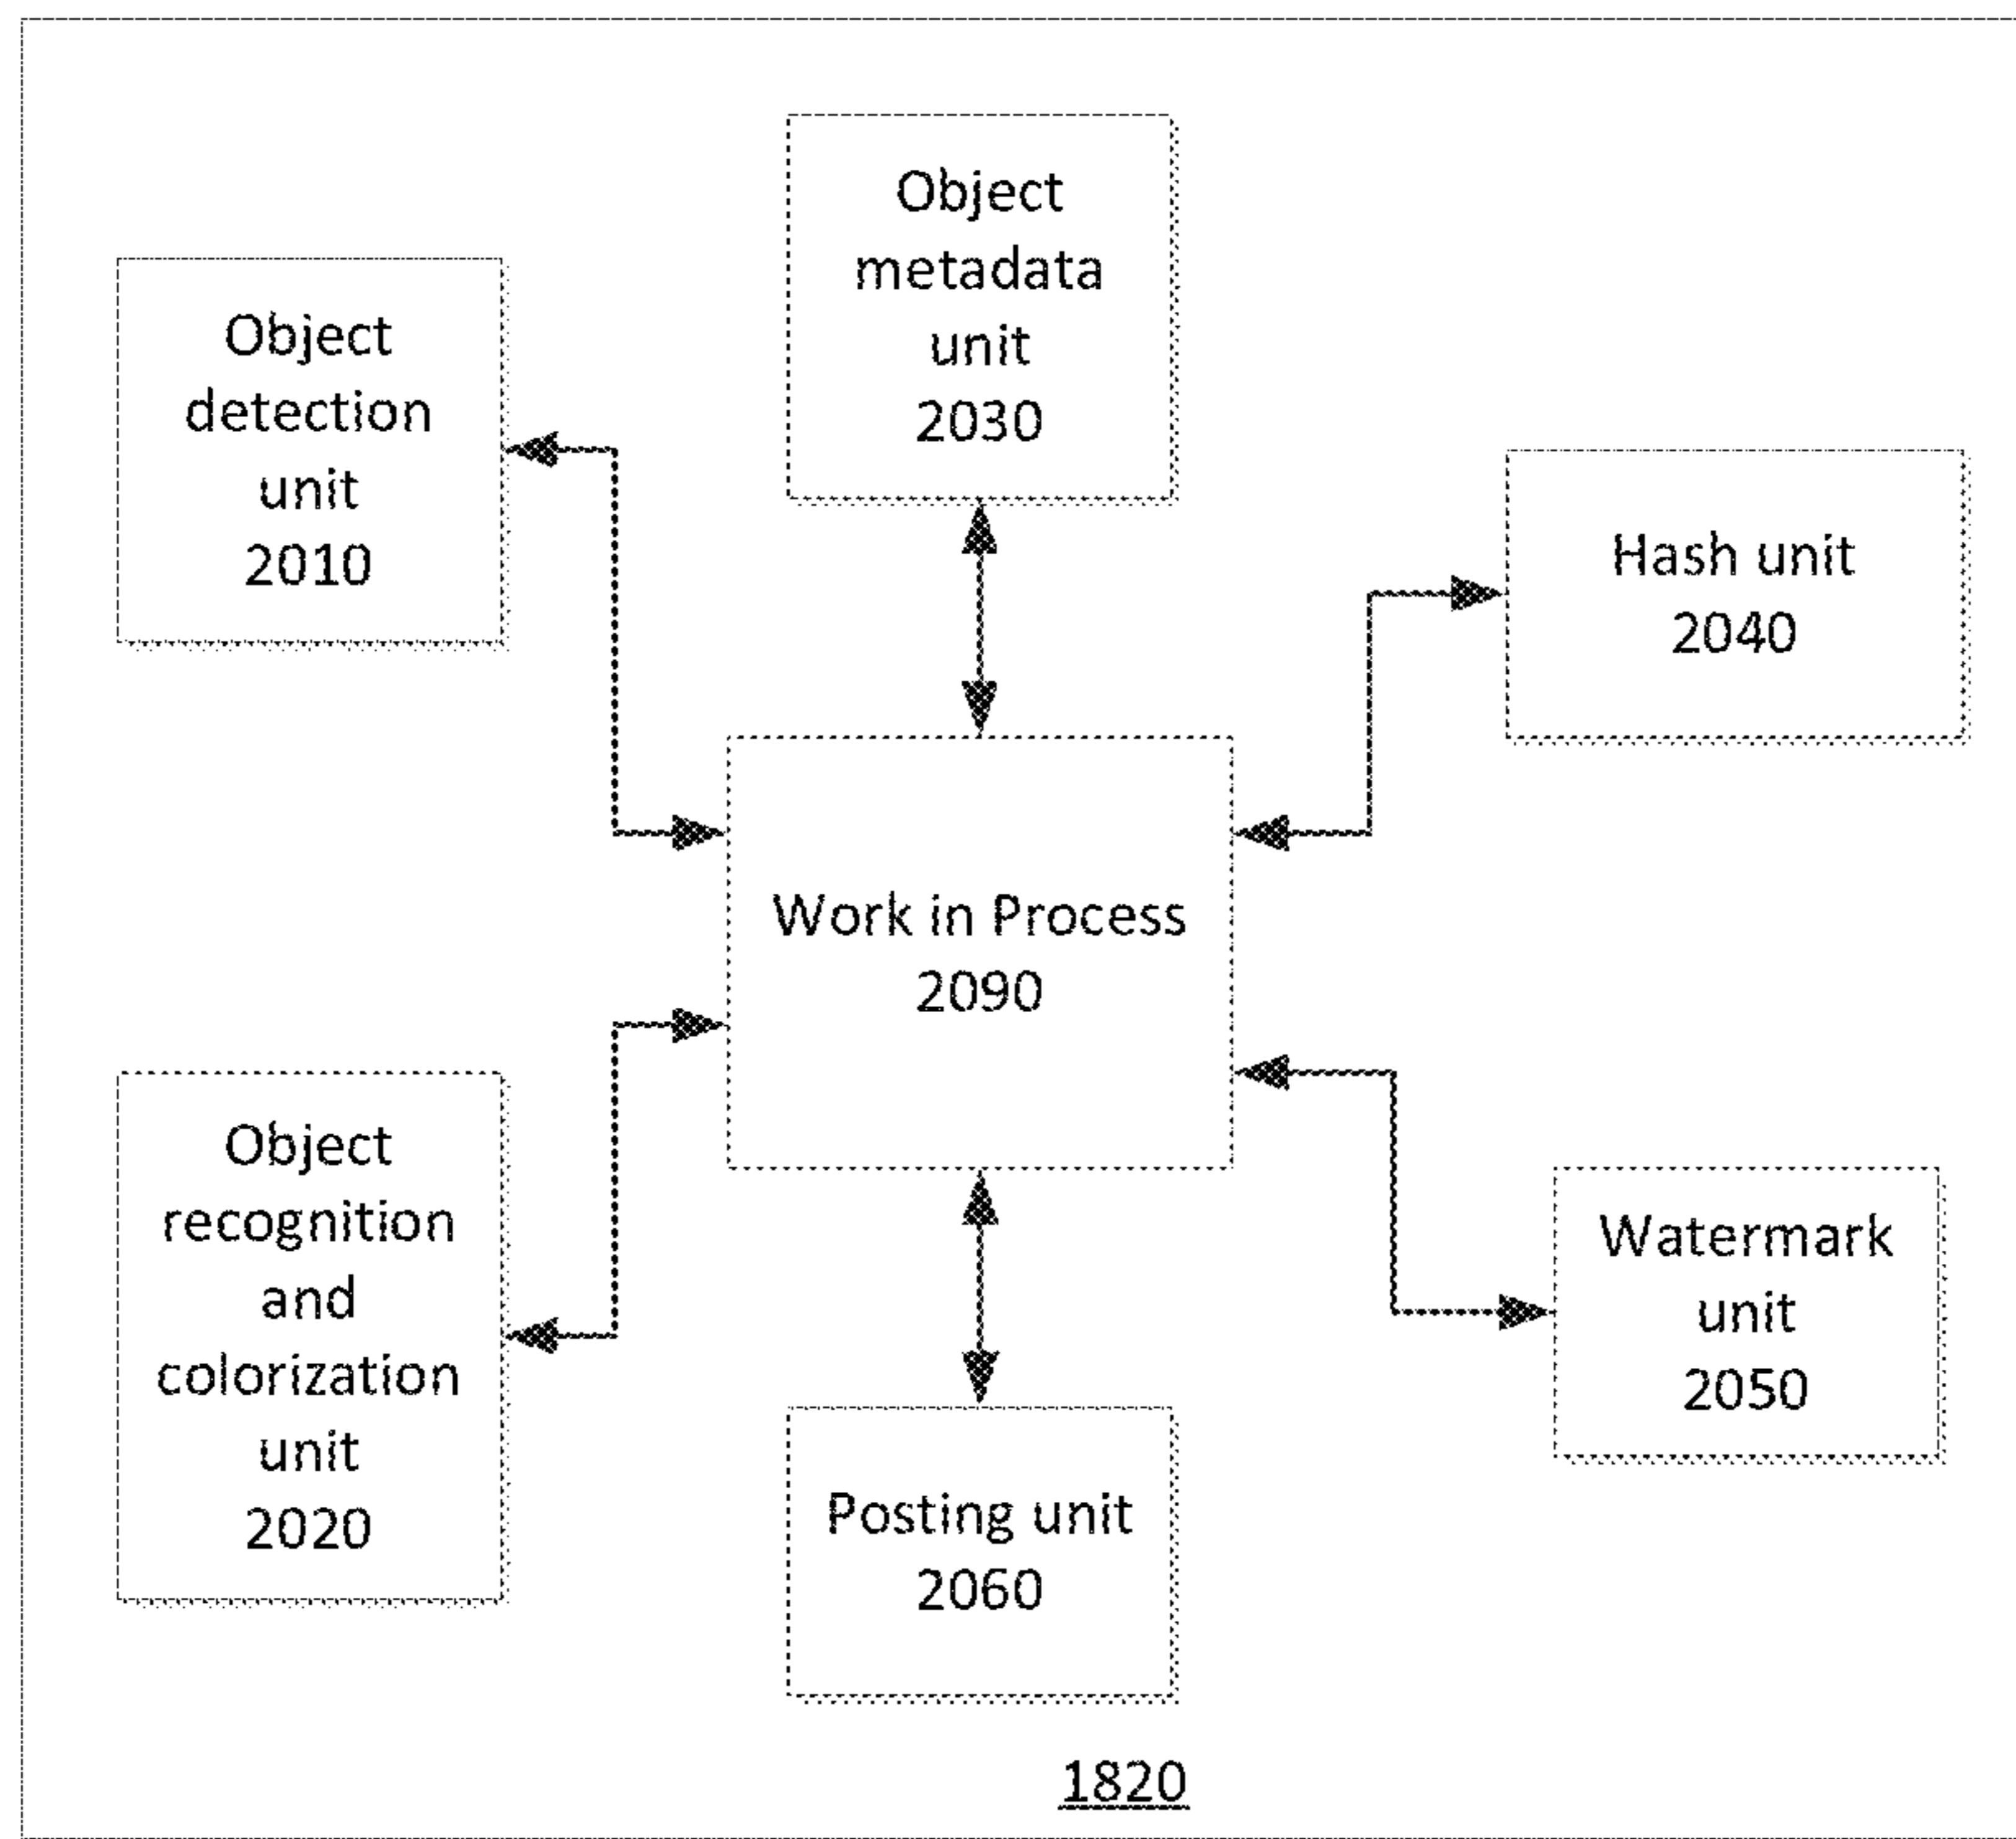 Object
metadata
unit
2030
Object
detection
unit
2010
Hash unit
2040
Work in Process
2090
Object
recognition
and
colorization
unit
2020
Watermark
unit
2050
Posting unit
2060
1820